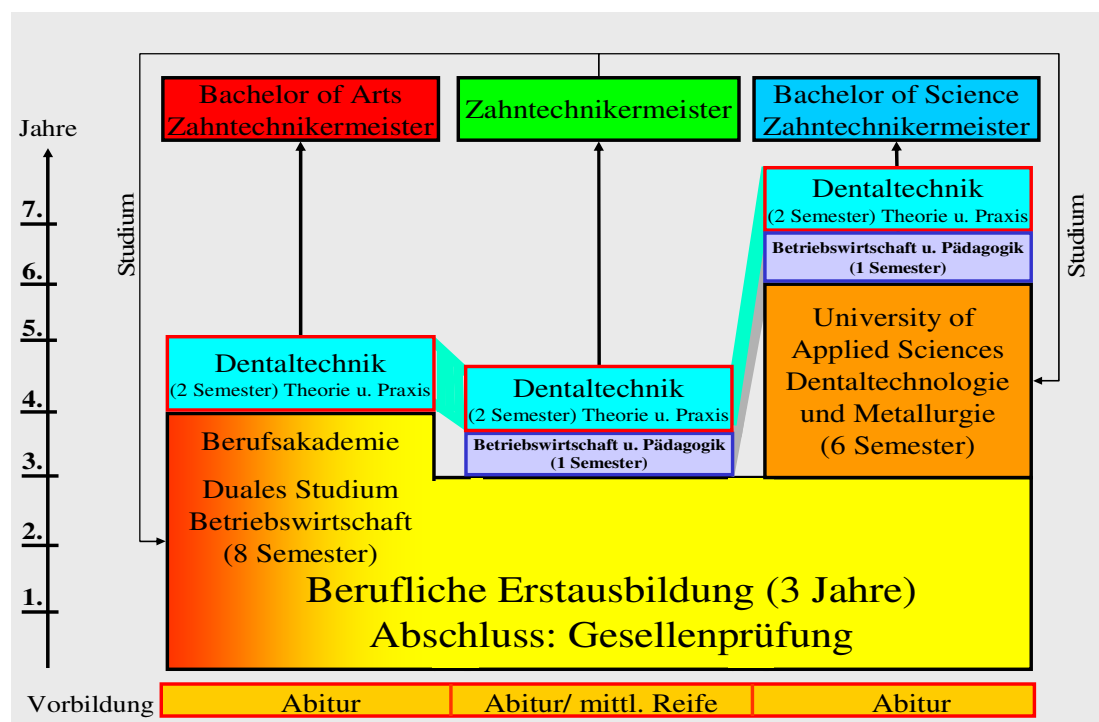 Bachelor of Arts
Zahntechnikermeister
Zahntechnikermeister
Bachelor of Science
Zahntechnikermeister
Jahre
7.
6.
5.
4.
3.
2.
1.
Studium
Studium
Dentaltechnik
(2 Semester) Theorie u. Praxis
Berufsakademie
Duales Studium
Betriebswirtschaft
(8 Semester)
Dentaltechnik
(2 Semester) Theorie u. Praxis
Betriebswirtschaft u. Pädagogik
(1 Semester)
Dentaltechnik
(2 Semester) Theorie u. Praxis
Betriebswirtschaft u. Pädagogik
(1 Semester)
University of
Applied Sciences
Dentaltechnologie
und Metallurgie
(6 Semester)
Berufliche Erstausbildung (3 Jahre)
Abschluss: Gesellenprüfung
Vorbildung
Abitur
Abitur/ mittl. Reife
Abitur